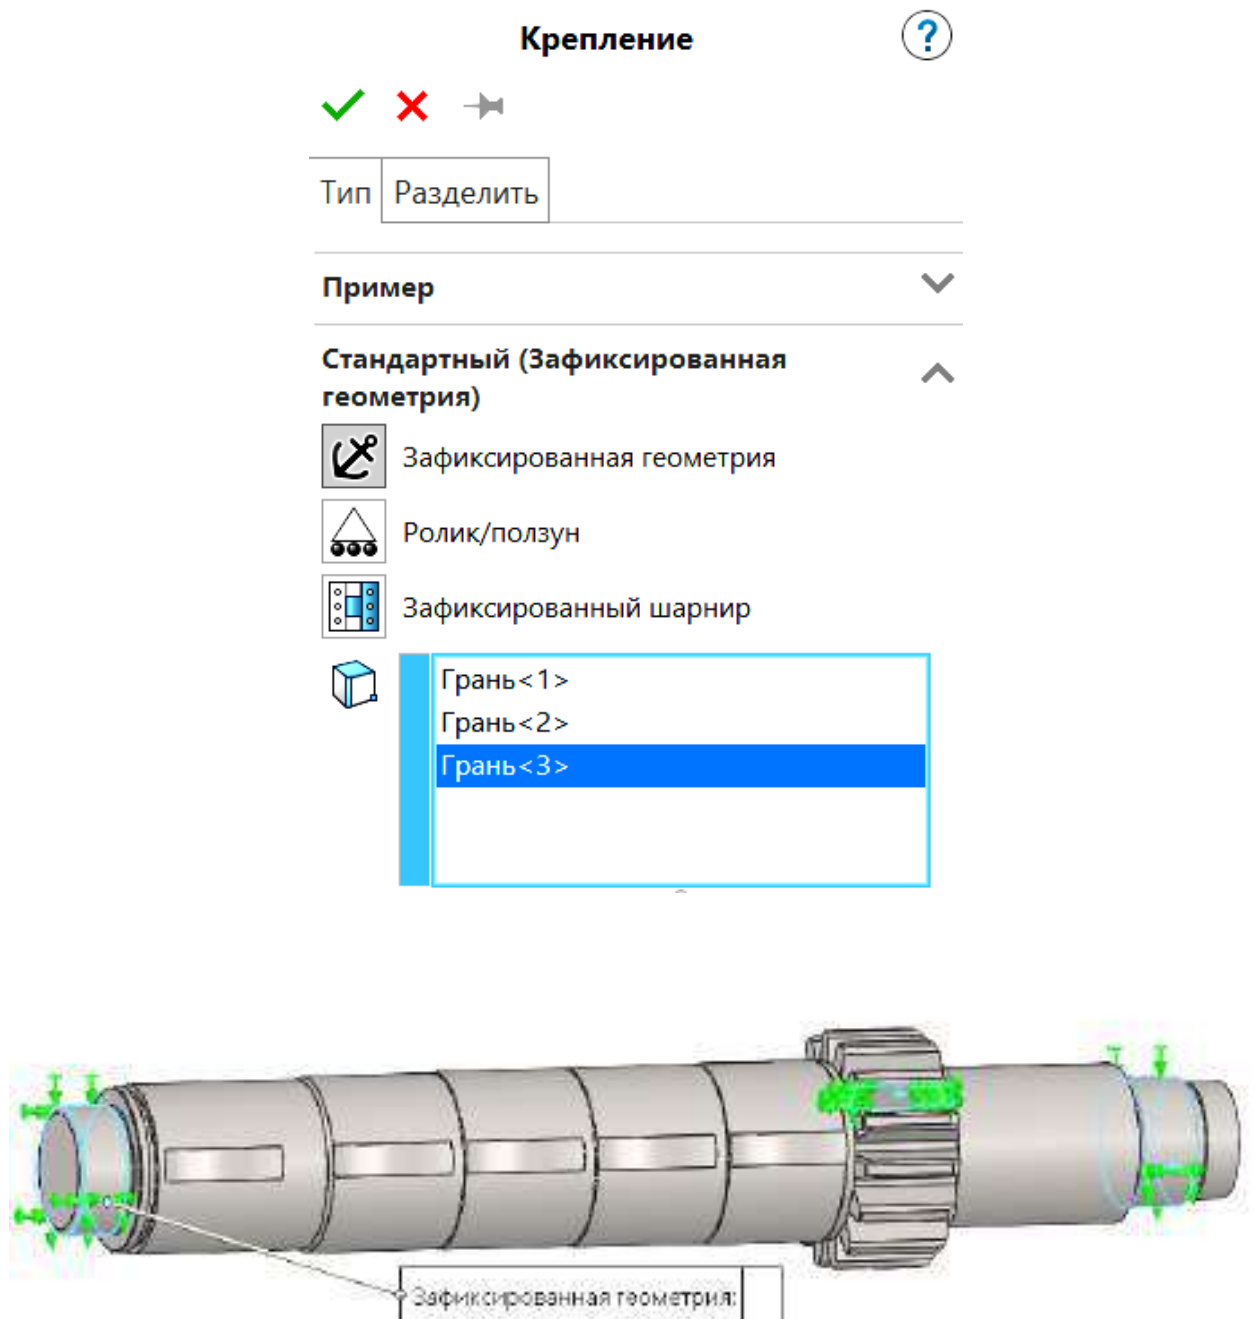 Крепление
?
Тип Разделить
Пример
Стандартный (Зафиксированная
геометрия)
Зафиксированная геометрия
Ролик/ползун
Зафиксированный шарнир
Грань<1>
Грань<2>
Грань<3>
Зафиксированная геометрия: